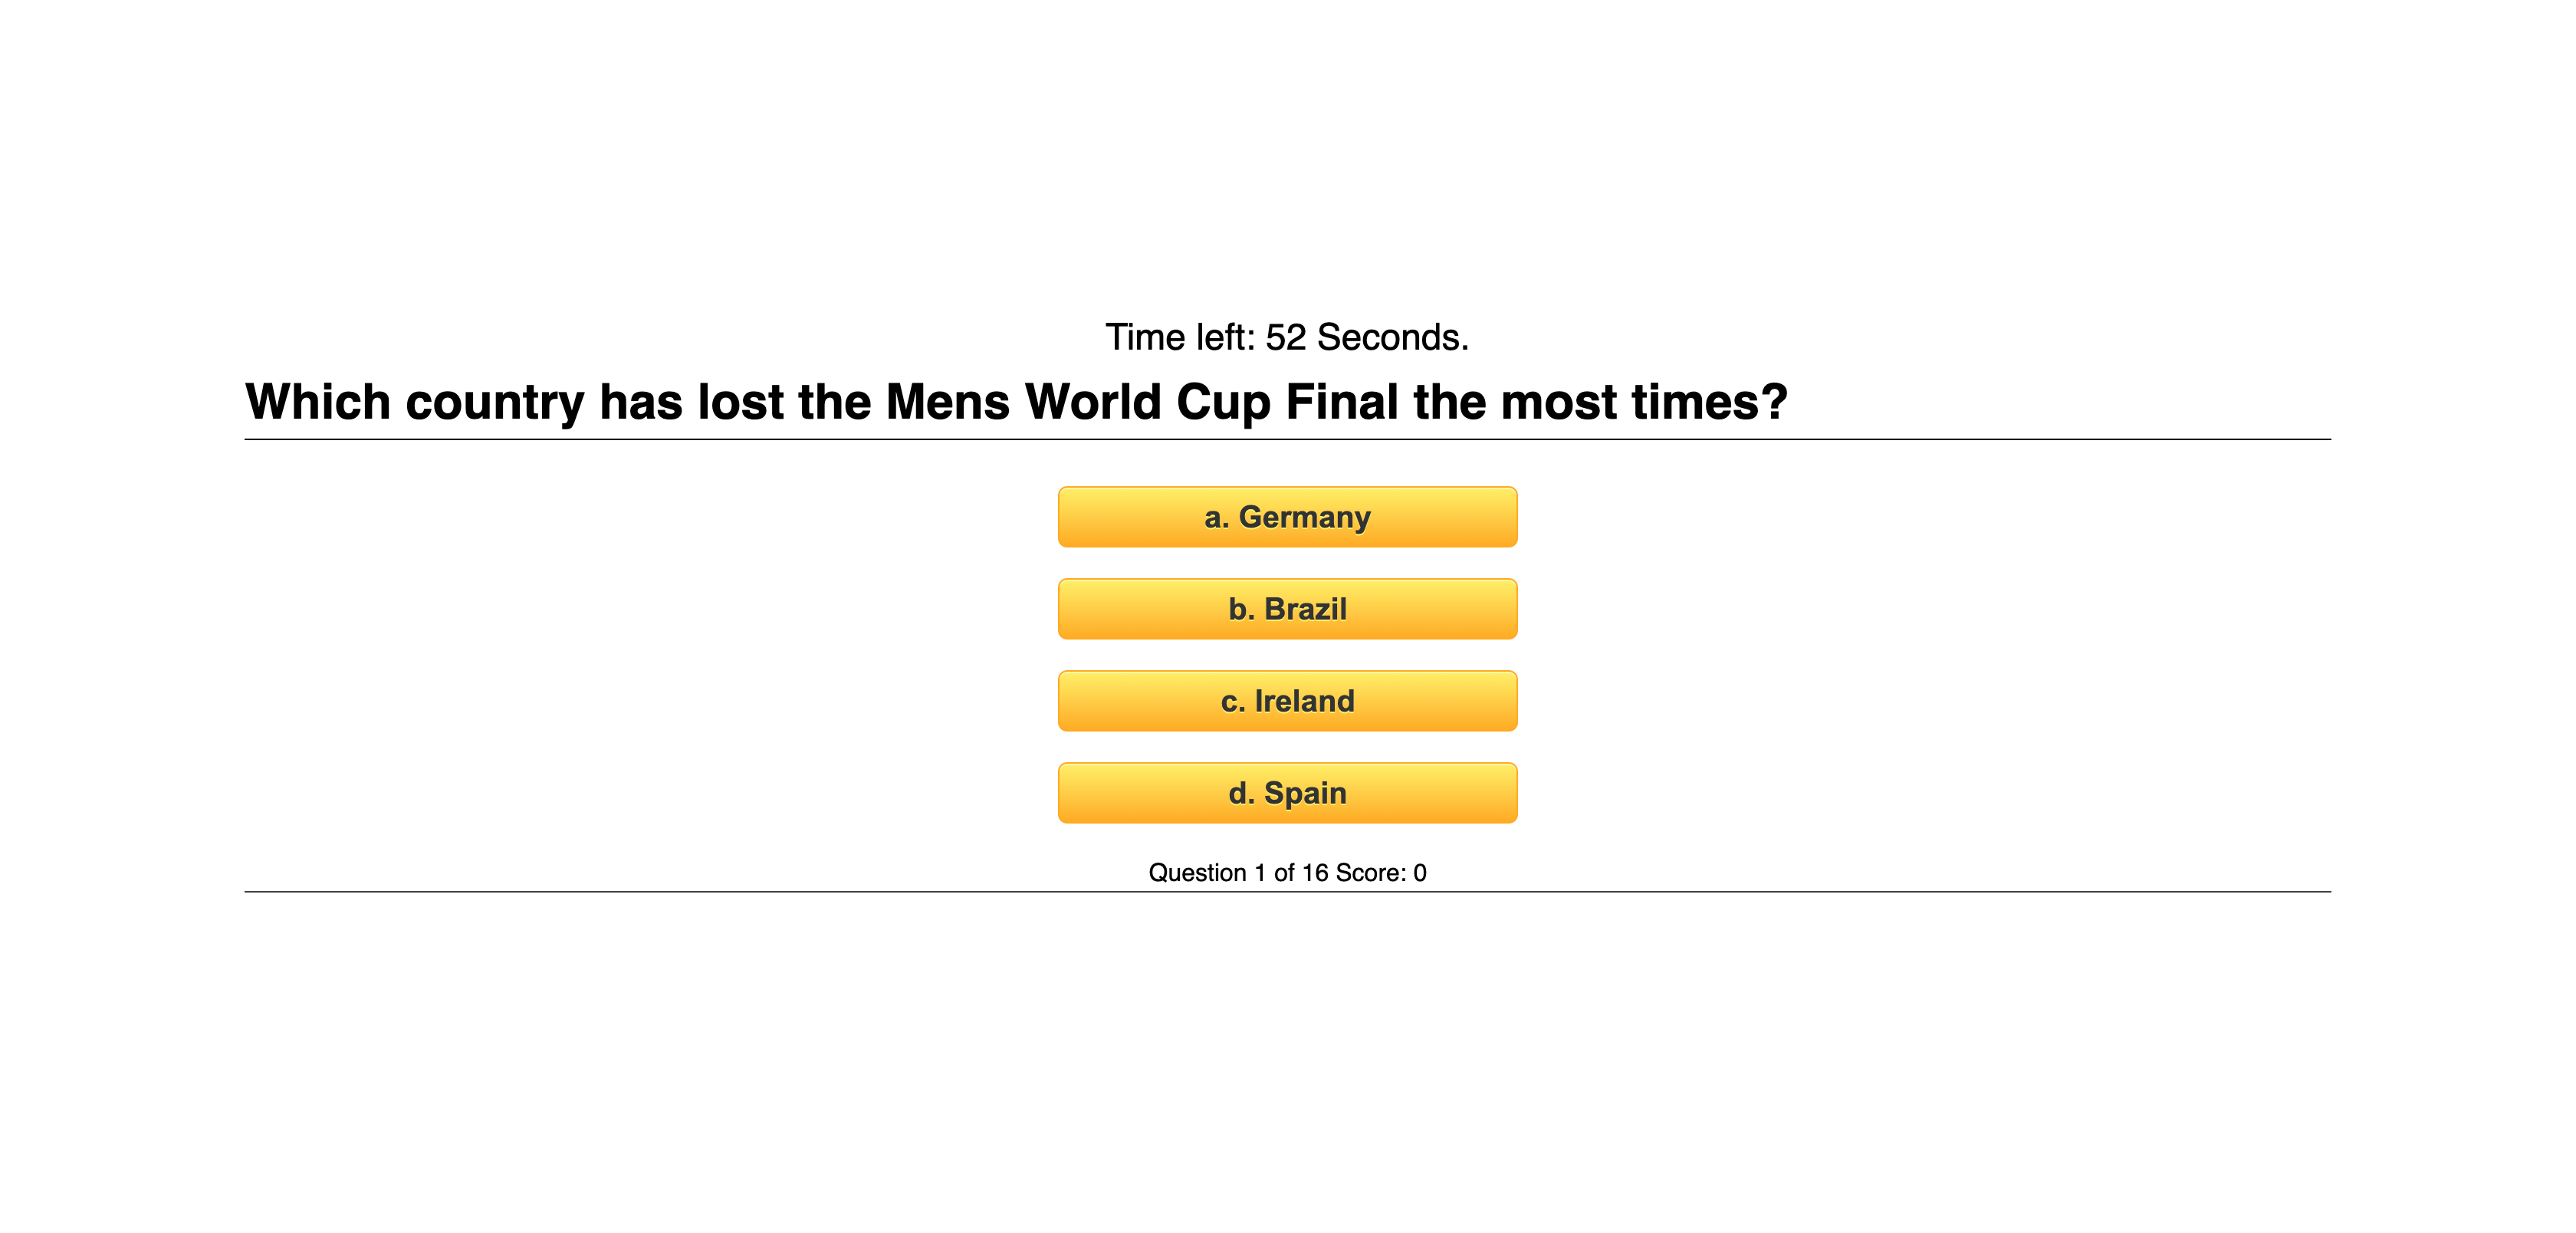 Time left: 52 Seconds.
Which country has lost the Mens World Cup Final the most times?
a. Germany
b. Brazil
c. Ireland
d. Spain
Question 1 of 16 Score: 0